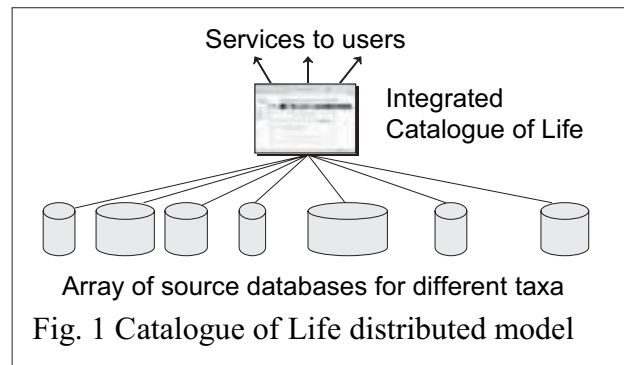 Services to users
Integrated
Catalogue of Life
Array of source databases for different taxa
Fig. 1 Catalogue of Life distributed model